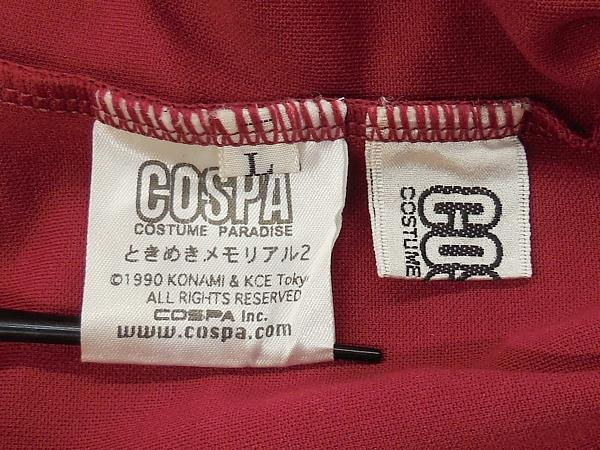 L
COSPA
COSTUME PARADISE
ときめきメモリアル2
©1990 KONAMI & KCE Toky
ALL RIGHTS RESERVED
COSPA Inc.
www.cospa.com
CO
COSTUME